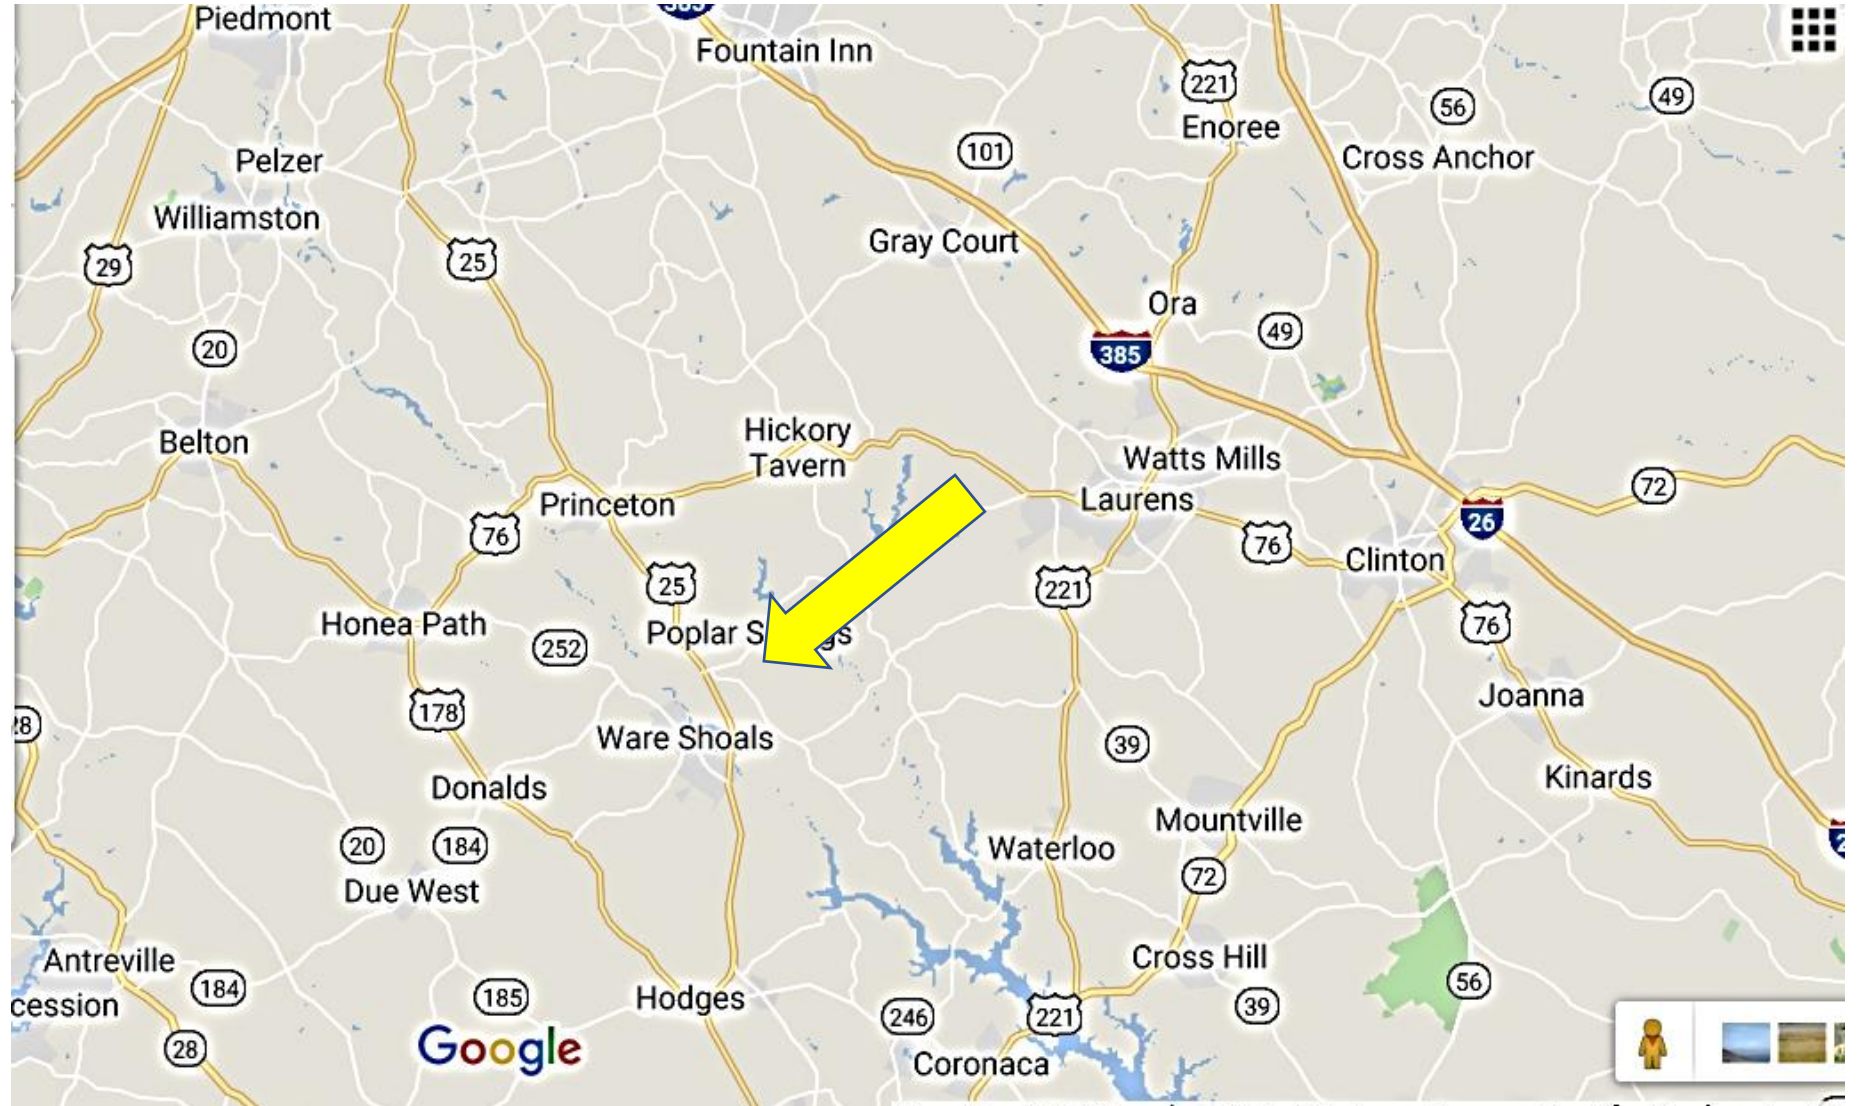 Piedmont
385
Fountain Inn
221
Enoree
56
49
Cross Anchor
101
Pelzer
Williamston
29
25
Gray Court
Ora
385
49
20
Belton
Hickory
Tavern
Watts Mills
Laurens
72
26
Princeton
76
76
Clinton
25
221
Honea Path
252
Poplar
76
178
28
Joanna
Ware Shoals
39
Kinards
Donalds
Mountville
20
184
Waterloo
72
Due West
Antreville
Cross Hill
184
56
cession
185
Hodges
246
221
39
28
Google
Coronaca